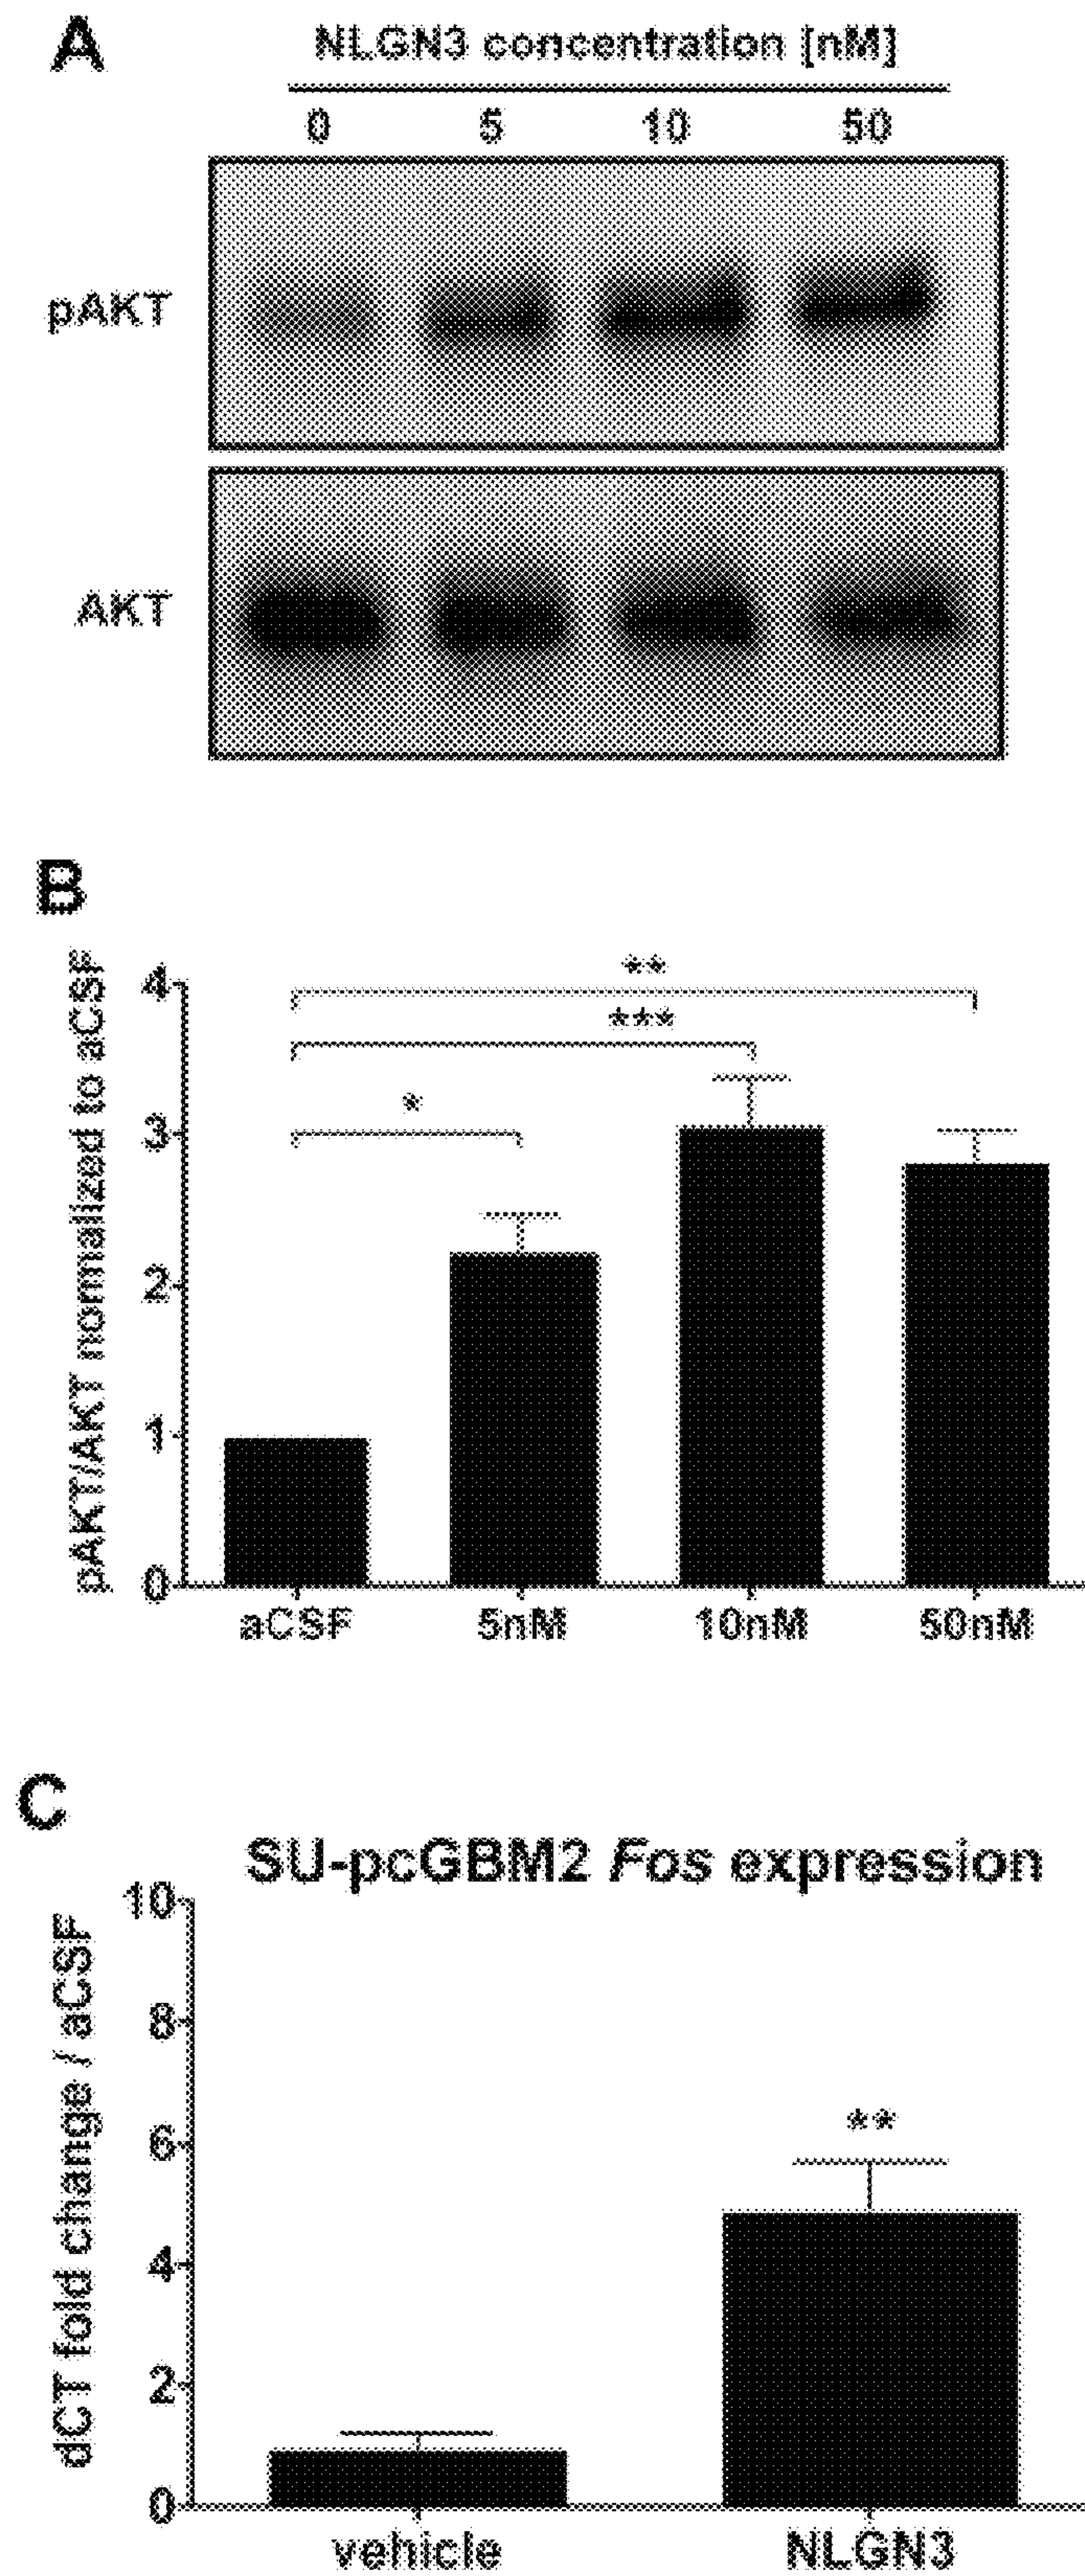 A
NLGN3 concentration [nM]
0 5 10 50
pAKT
AKT
B
pAKT/AKT normalized to aCSF
4
3
2
1
0
**
***
*
aCSF 5nM 10nM 50nM
C
SU-pcGBM2 Fos expression
dCT fold change / aCSF
10
8
6
4
2
0
**
vehicle NLGN3